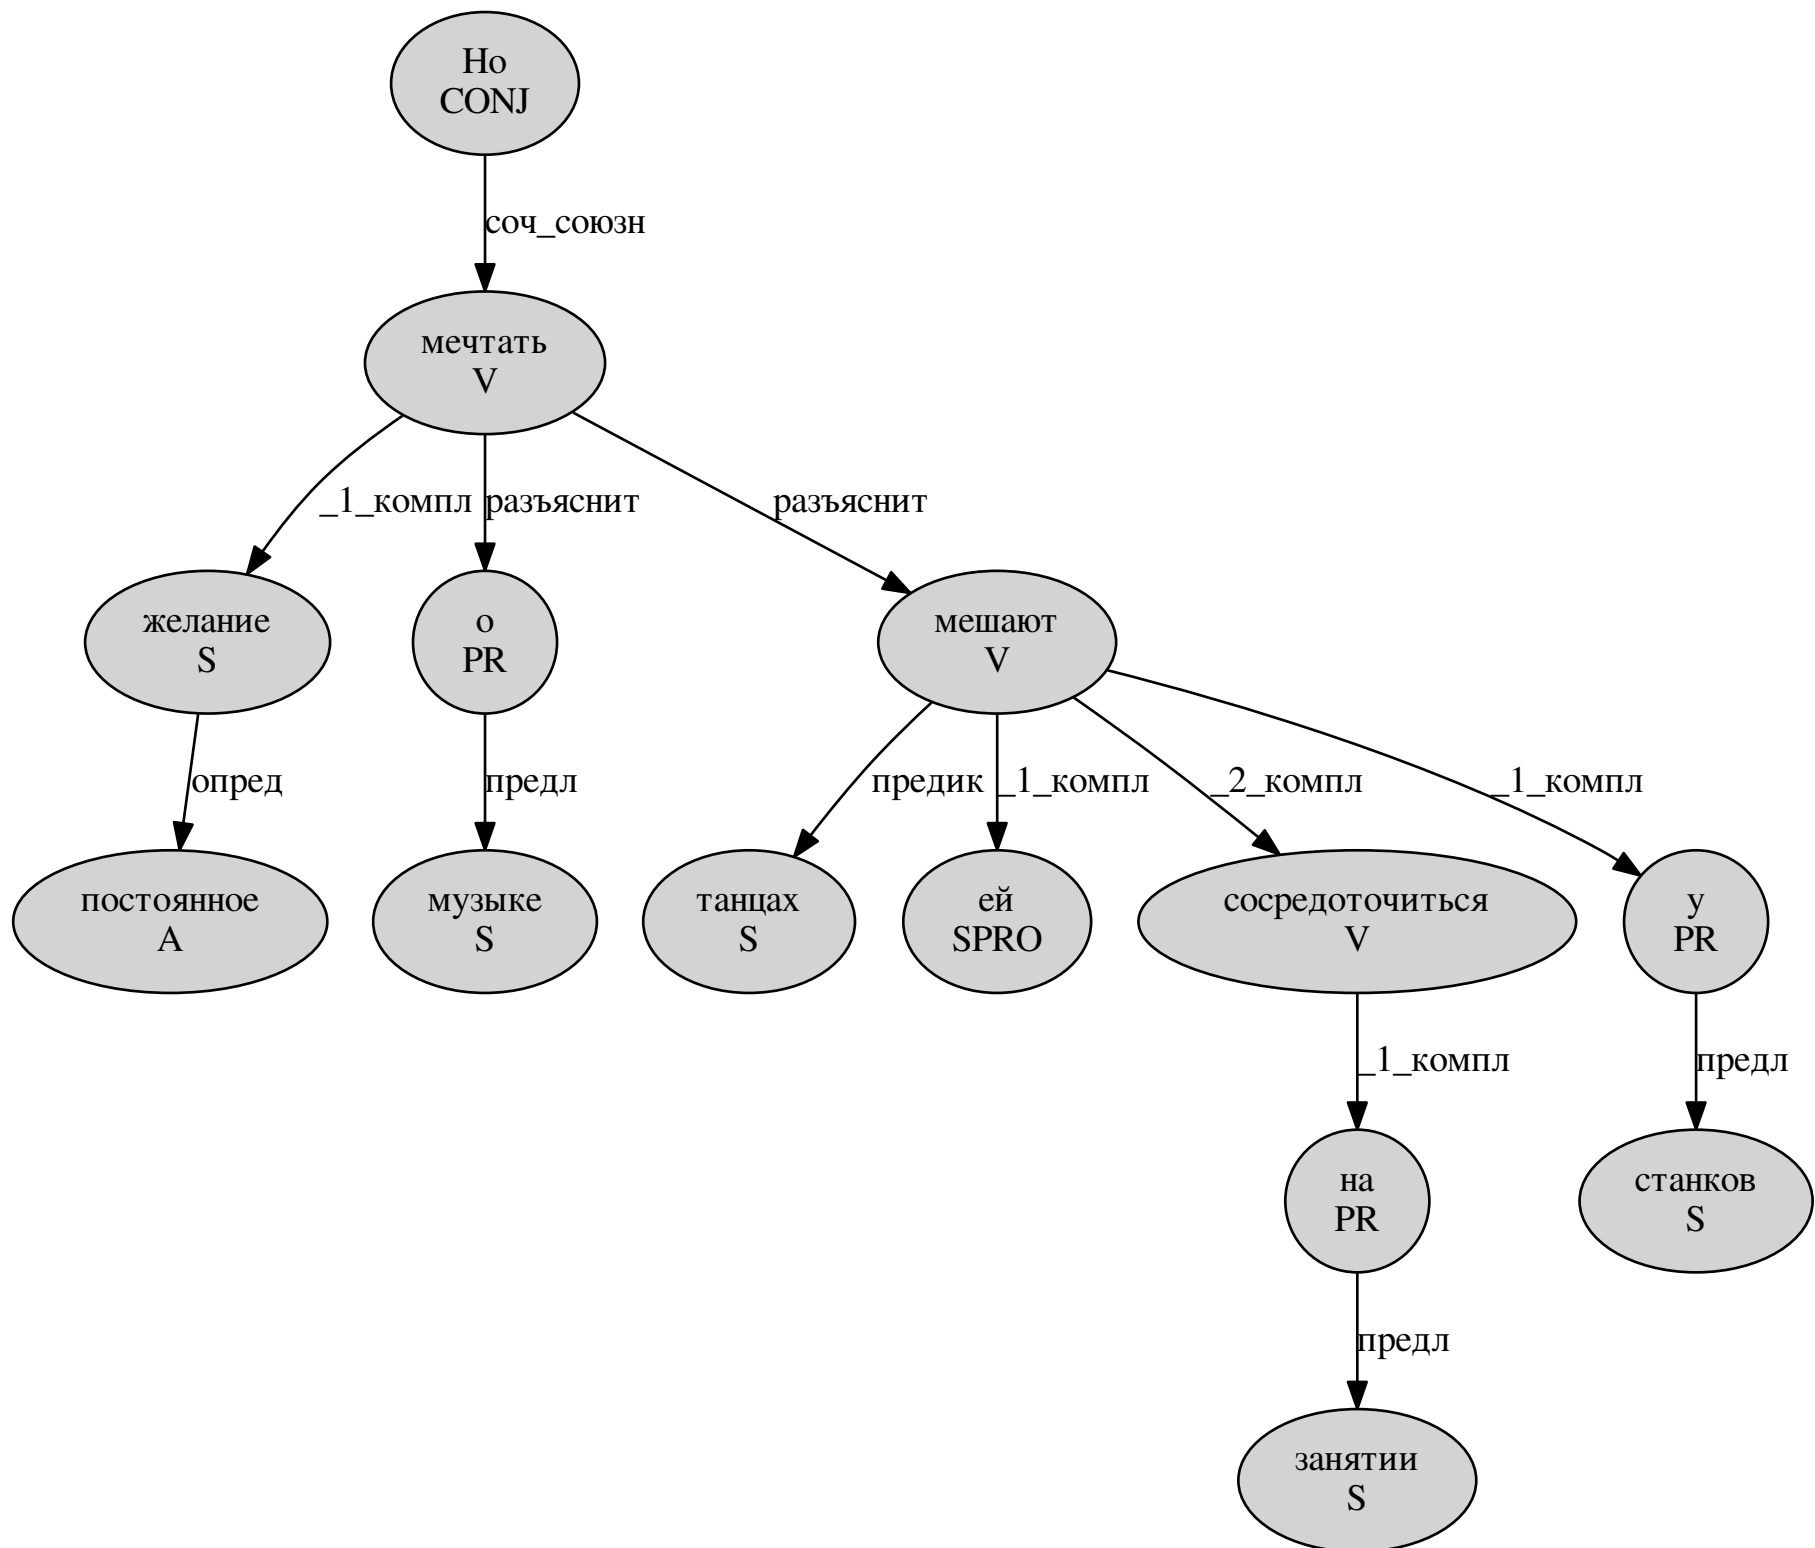 Но
CONJ
соч_союзн
мечтать
V
_1_компл
разъяснит
разъяснит
желание
S
о
PR
мешают
V
опред
предл
предик
_1_компл
_2_компл
_1_компл
постоянное
A
музыке
S
танцах
S
ей
SPRO
сосредоточиться
V
у
PR
_1_компл
предл
на
PR
станков
S
предл
занятии
S